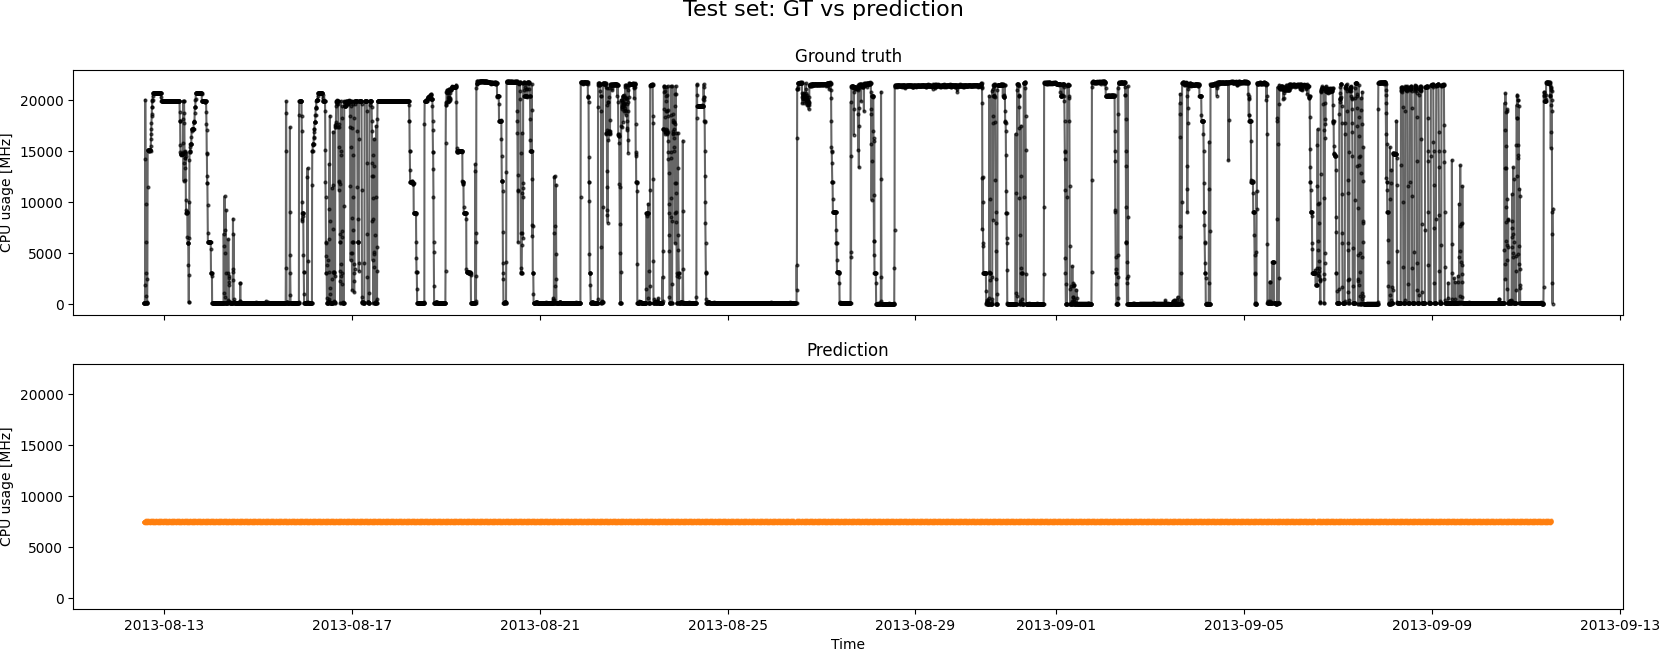 Test set: GT vs prediction
Ground truth
CPU usage [MHz]
20000
15000
10000
5000
0
Prediction
CPU usage [MHz]
20000
15000
10000
5000
0
2013-08-13 2013-08-17 2013-08-21 2013-08-25 2013-08-29 2013-09-01 2013-09-05 2013-09-09 2013-09-13
Time